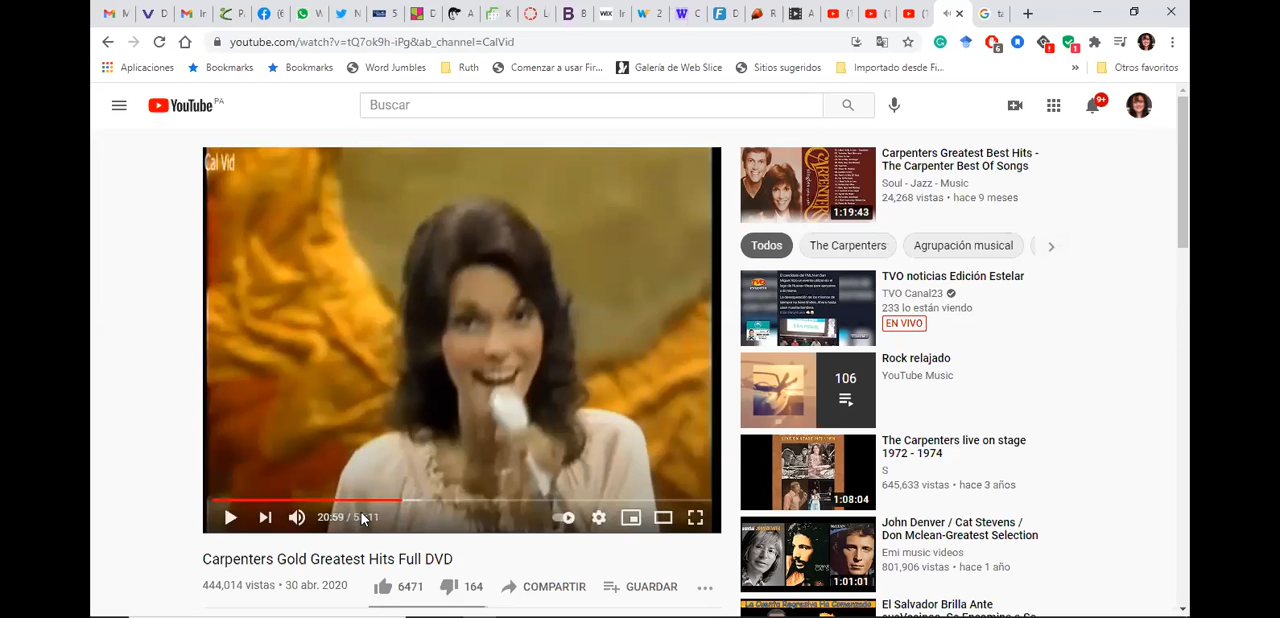 youtube.com/watch?v=tQ7Ox9h-iPg&ab_channel=CalVid
Aplicaciones Bookmarks Bookmarks Word Jumbles Ruth Comenzar a usar Fir... Galería de Web Slice Sitios sugeridos Importado desde Fi... » Otros favoritos
YouTube PA
Buscar
9+
Cal Vid
20:59 /
Carpenters Gold Greatest Hits Full DVD
444,014 vistas • 30 abr. 2020
6471 164 COMPARTIR GUARDAR
Carpenters Greatest Best Hits -
The Carpenter Best Of Songs
Soul - Jazz - Music
24,268 vistas • hace 9 meses
CARPENTERS
1:19:43
Todos The Carpenters Agrupación musical
TVO noticias Edición Estelar
TVO Canal23
233 lo están viendo
EN VIVO
Rock relajado
YouTube Music
106
The Carpenters live on stage
1972 - 1974
S
645,633 vistas • hace 3 años
1:08:04
John Denver / Cat Stevens /
Don Mclean-Greatest Selection
Emi music videos
801,906 vistas • hace 1 año
1:01:01
El Salvador Brilla Ante